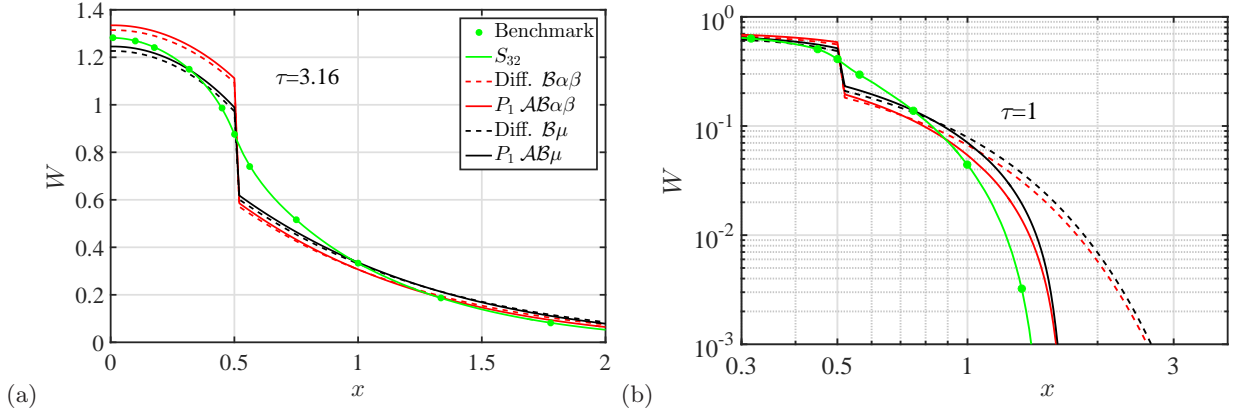 1.4
1.2
1
0.8
0.6
0.4
0.2
0
W
τ=3.16
Benchmark
S₃₂
Diff. ℬαβ
P₁ 𝒜ℬαβ
Diff. ℬμ
P₁ 𝒜ℬμ
0 0.5 1 1.5 2
x
(a)
10⁰
10⁻¹
10⁻²
10⁻³
W
τ=1
0.3 0.5 1 3
x
(b)